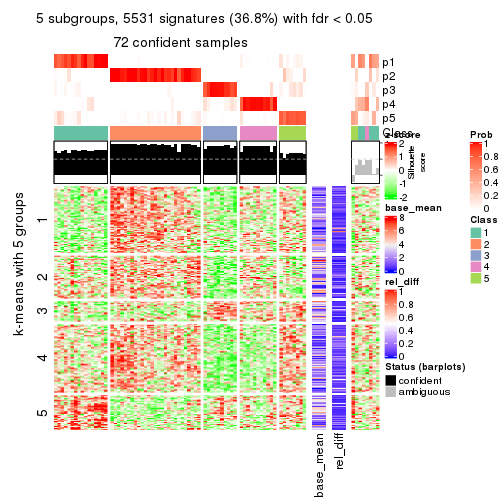 5 subgroups, 5531 signatures (36.8%) with fdr < 0.05
72 confident samples
p1
p2
p3
p4
p5
Class
Silhouette
score
k-means with 5 groups
1
2
3
4
5
base_mean
rel_diff
z-score
2
1
0
-1
-2
base_mean
8
6
4
2
0
rel_diff
1
0.8
0.6
0.4
0.2
0
Status (barplots)
confident
ambiguous
Prob
1
0.8
0.6
0.4
0.2
0
Class
1
2
3
4
5